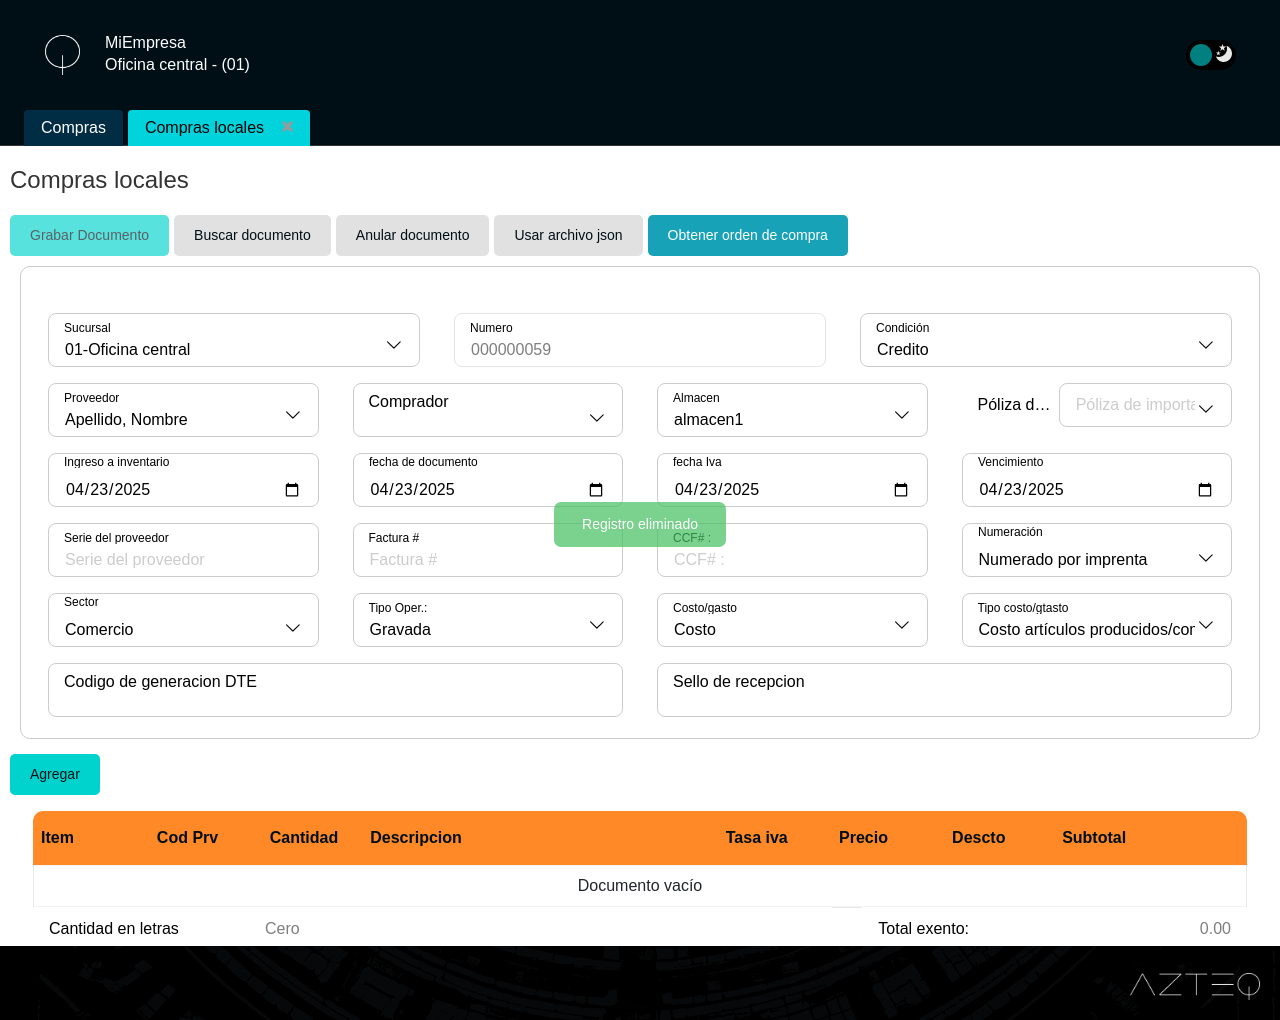 MiEmpresa
Oficina central - (01)
Compras
Compras locales
Compras locales
Grabar Documento
Buscar documento
Anular documento
Usar archivo json
Obtener orden de compra
Sucursal
01-Oficina central
Numero
000000059
Condición
Credito
Proveedor
Apellido, Nombre
Comprador
Almacen
almacen1
Póliza d…
Póliza de importa
Ingreso a inventario
04/23/2025
fecha de documento
04/23/2025
fecha Iva
04/23/2025
Vencimiento
04/23/2025
Registro eliminado
Serie del proveedor
Serie del proveedor
Factura #
Factura #
CCF# :
CCF# :
Numeración
Numerado por imprenta
Sector
Comercio
Tipo Oper.:
Gravada
Costo/gasto
Costo
Tipo costo/gtasto
Costo artículos producidos/com
Codigo de generacion DTE
Sello de recepcion
Agregar
Item Cod Prv Cantidad Descripcion Tasa iva Precio Descto Subtotal
Documento vacío
Cantidad en letras Cero Total exento: 0.00
AZTEQ